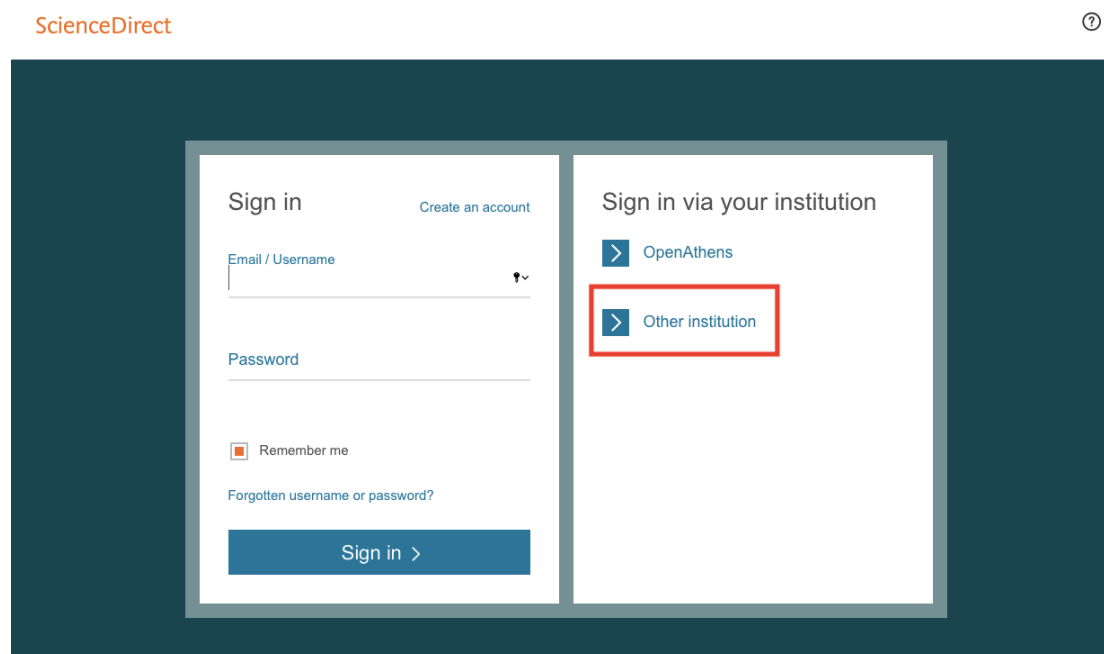 ScienceDirect
?
Sign in
Create an account
Email / Username
Password
Remember me
Forgotten username or password?
Sign in
Sign in via your institution
OpenAthens
Other institution